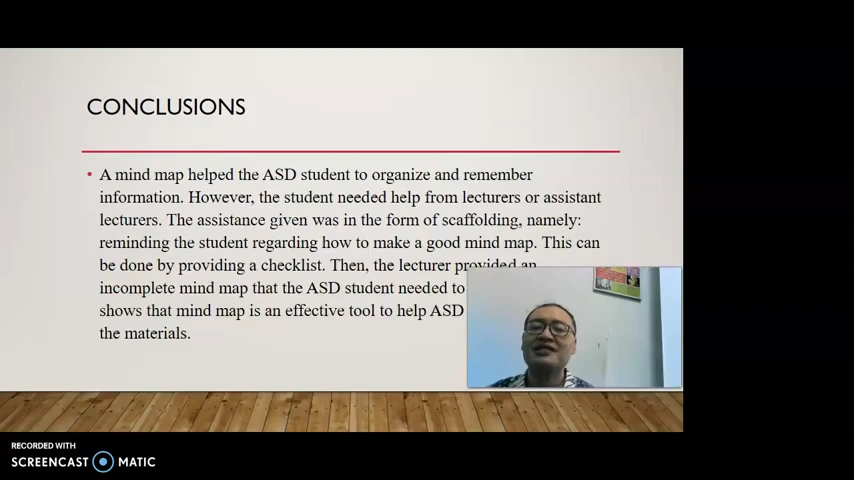 CONCLUSIONS
• A mind map helped the ASD student to organize and remember
information. However, the student needed help from lecturers or assistant
lecturers. The assistance given was in the form of scaffolding, namely:
reminding the student regarding how to make a good mind map. This can
be done by providing a checklist. Then, the lecturer provided an
incomplete mind map that the ASD student needed to
shows that mind map is an effective tool to help ASD
the materials.
RECORDED WITH
SCREENCAST MATIC